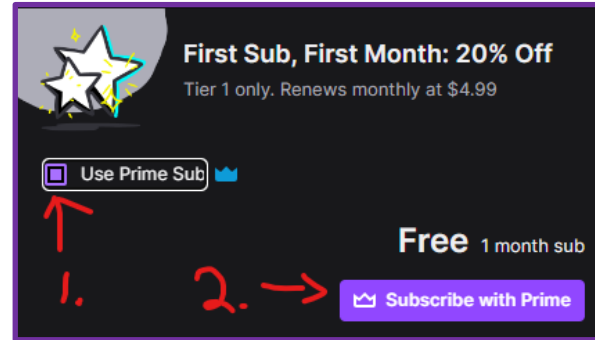 First Sub, First Month: 20% Off
Tier 1 only. Renews monthly at $4.99
Use Prime Sub
Free 1 month sub
1.
2.
Subscribe with Prime